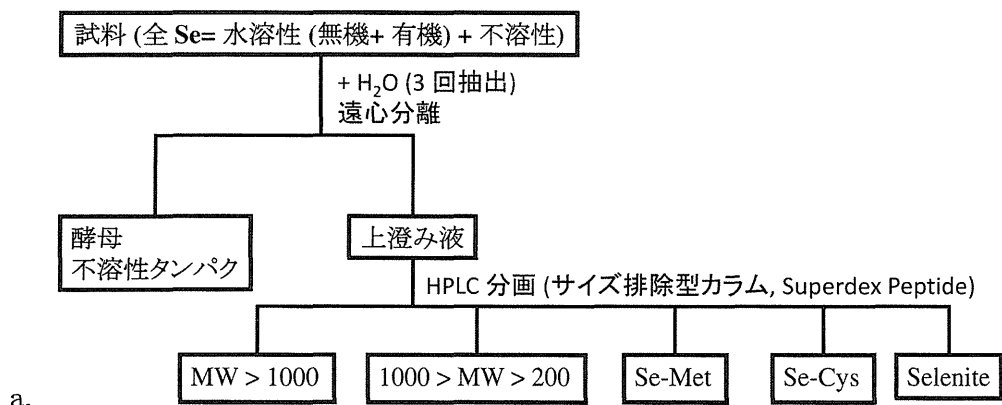 試料 (全 Se= 水溶性 (無機+ 有機) + 不溶性)
+ H₂O (3 回抽出)
遠心分離
酵母
不溶性タンパク
上澄み液
HPLC 分画 (サイズ排除型カラム, Superdex Peptide)
MW > 1000
1000 > MW > 200
Se-Met
Se-Cys
Selenite
a.